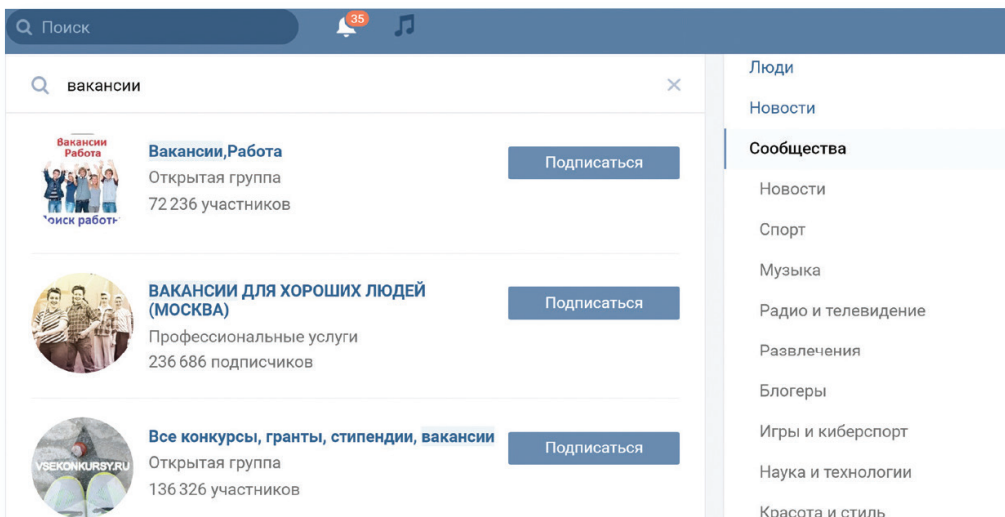 Поиск
35
вакансии
Вакансии
Работа
Поиск работы
Вакансии,Работа
Открытая группа
72 236 участников
Подписаться
ВАКАНСИИ ДЛЯ ХОРОШИХ ЛЮДЕЙ
(МОСКВА)
Профессиональные услуги
236 686 подписчиков
Подписаться
VSEKONKURSY.RU
Все конкурсы, гранты, стипендии, вакансии
Открытая группа
136 326 участников
Подписаться
Люди
Новости
Сообщества
Новости
Спорт
Музыка
Радио и телевидение
Развлечения
Блогеры
Игры и киберспорт
Наука и технологии
Красота и стиль